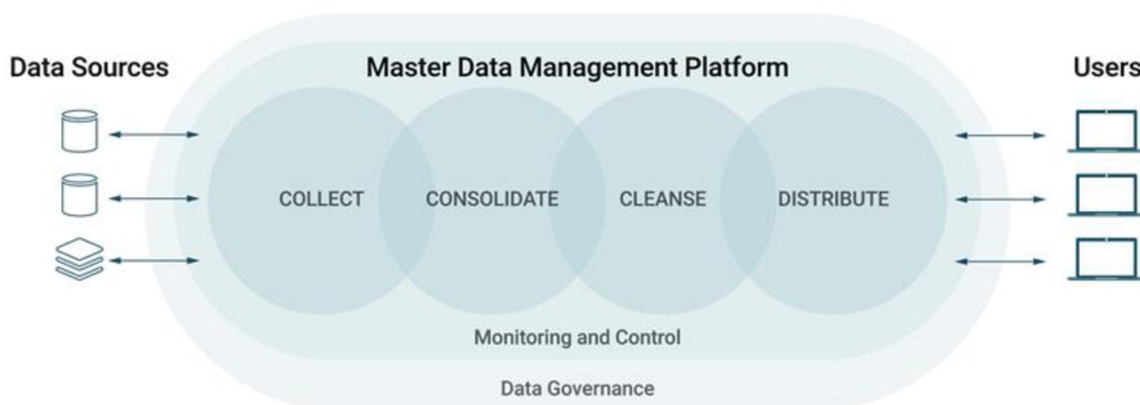 Data Sources
Master Data Management Platform
Users
COLLECT
CONSOLIDATE
CLEANSE
DISTRIBUTE
Monitoring and Control
Data Governance